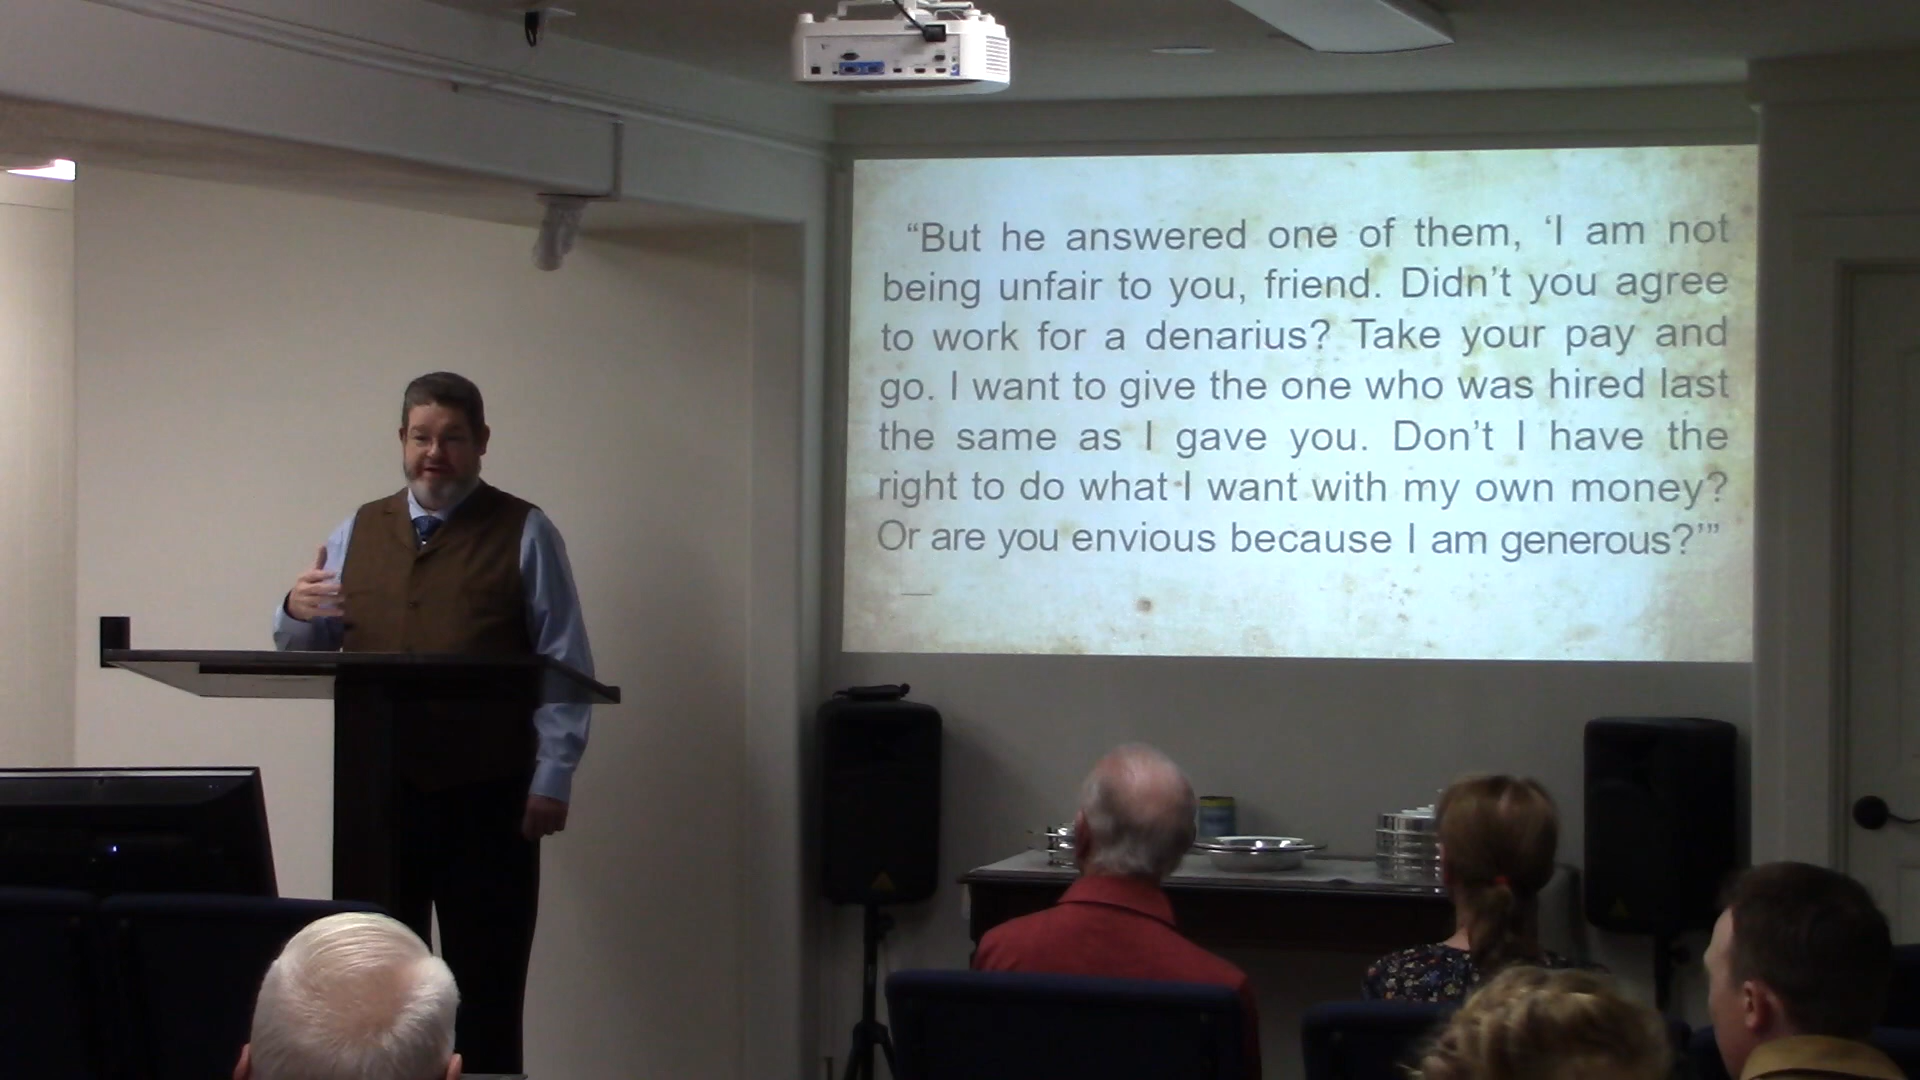 “But he answered one of them, ‘I am not
being unfair to you, friend. Didn’t you agree
to work for a denarius? Take your pay and
go. I want to give the one who was hired last
the same as I gave you. Don’t I have the
right to do what I want with my own money?
Or are you envious because I am generous?’”